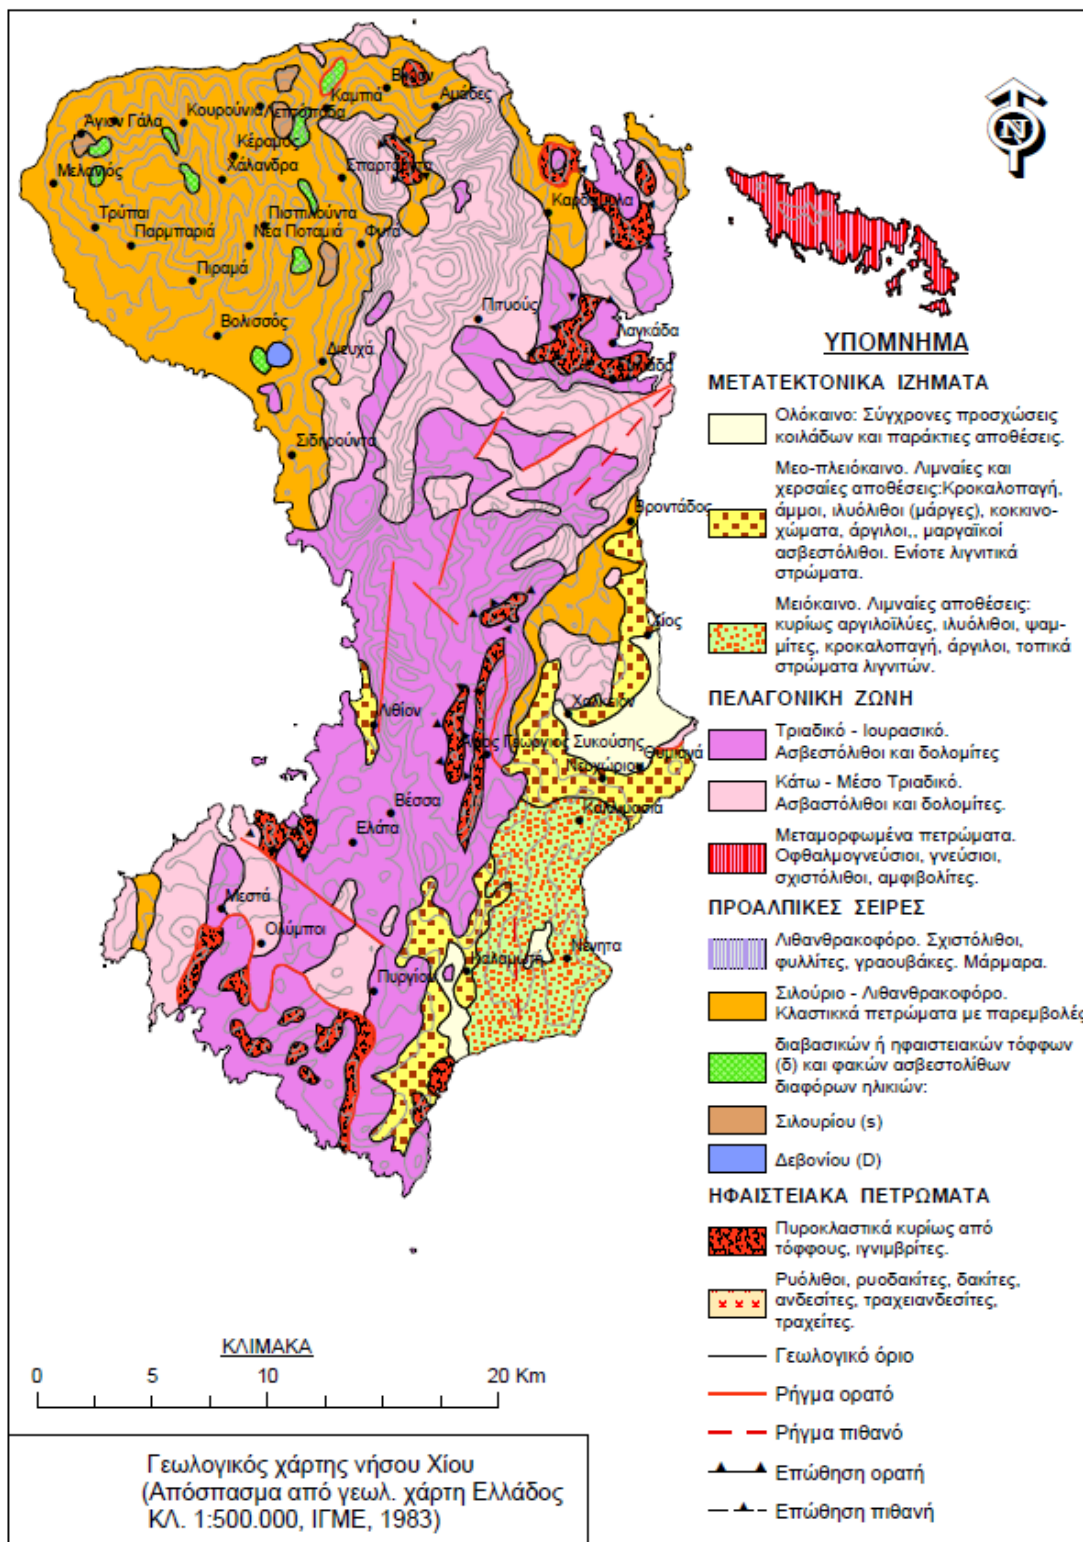 Βίκον
Αμάδες
Καμπιά
Κουρούνια
Λεπτόποδα
Άγιον Γάλα
Κέραμος
Χάλανδρα
Σπαρτούντα
Μελανιός
Καρδάμυλα
Τρύπαι
Πισπιλούντα
Παρμπαριά
Νέα Ποταμιά
Φυτά
Πιραμά
Πιτυούς
Βολισσός
Λαγκάδα
Διευχά
Συκιάδα
Σιδηρούντα
Βροντάδος
Χίος
Λιθίον
Χαλκειόν
Άγιος Γεώργιος Συκούσης
Θυμιανά
Νεχώριον
Βέσσα
Καλλιμασιά
Ελάτα
Μεστά
Ολύμποι
Νένητα
Καλαμωτή
Πυργίον
N
ΥΠΟΜΝΗΜΑ
ΜΕΤΑΤΕΚΤΟΝΙΚΑ ΙΖΗΜΑΤΑ
Ολόκαινο: Σύγχρονες προσχώσεις
κοιλάδων και παράκτιες αποθέσεις.
Μεο-πλειόκαινο. Λιμναίες και
χερσαίες αποθέσεις:Κροκαλοπαγή,
άμμοι, ιλυόλιθοι (μάργες), κοκκινο-
χώματα, άργιλοι,, μαργαϊκοί
ασβεστόλιθοι. Ενίοτε λιγνιτικά
στρώματα.
Μειόκαινο. Λιμναίες αποθέσεις:
κυρίως αργιλοϊλύες, ιλυόλιθοι, ψαμ-
μίτες, κροκαλοπαγή, άργιλοι, τοπικά
στρώματα λιγνιτών.
ΠΕΛΑΓΟΝΙΚΗ ΖΩΝΗ
Τριαδικό - Ιουρασικό.
Ασβεστόλιθοι και δολομίτες
Κάτω - Μέσο Τριαδικό.
Ασβαστόλιθοι και δολομίτες.
Μεταμορφωμένα πετρώματα.
Οφθαλμογνεύσιοι, γνεύσιοι,
σχιστόλιθοι, αμφιβολίτες.
ΠΡΟΑΛΠΙΚΕΣ ΣΕΙΡΕΣ
Λιθανθρακοφόρο. Σχιστόλιθοι,
φυλλίτες, γραουβάκες. Μάρμαρα.
Σιλούριο - Λιθανθρακοφόρο.
Κλαστικκά πετρώματα με παρεμβολές
διαβασικών ή ηφαιστειακών τόφφων
(δ) και φακών ασβεστολίθων
διαφόρων ηλικιών:
Σιλουρίου (s)
Δεβονίου (D)
ΗΦΑΙΣΤΕΙΑΚΑ ΠΕΤΡΩΜΑΤΑ
Πυροκλαστικά κυρίως από
τόφφους, ιγνιμβρίτες.
Ρυόλιθοι, ρυοδακίτες, δακίτες,
ανδεσίτες, τραχειανδεσίτες,
τραχείτες.
Γεωλογικό όριο
Ρήγμα ορατό
Ρήγμα πιθανό
Επώθηση ορατή
Επώθηση πιθανή
ΚΛΙΜΑΚΑ
0 5 10 20 Km
Γεωλογικός χάρτης νήσου Χίου
(Απόσπασμα από γεωλ. χάρτη Ελλάδος
ΚΛ. 1:500.000, ΙΓΜΕ, 1983)